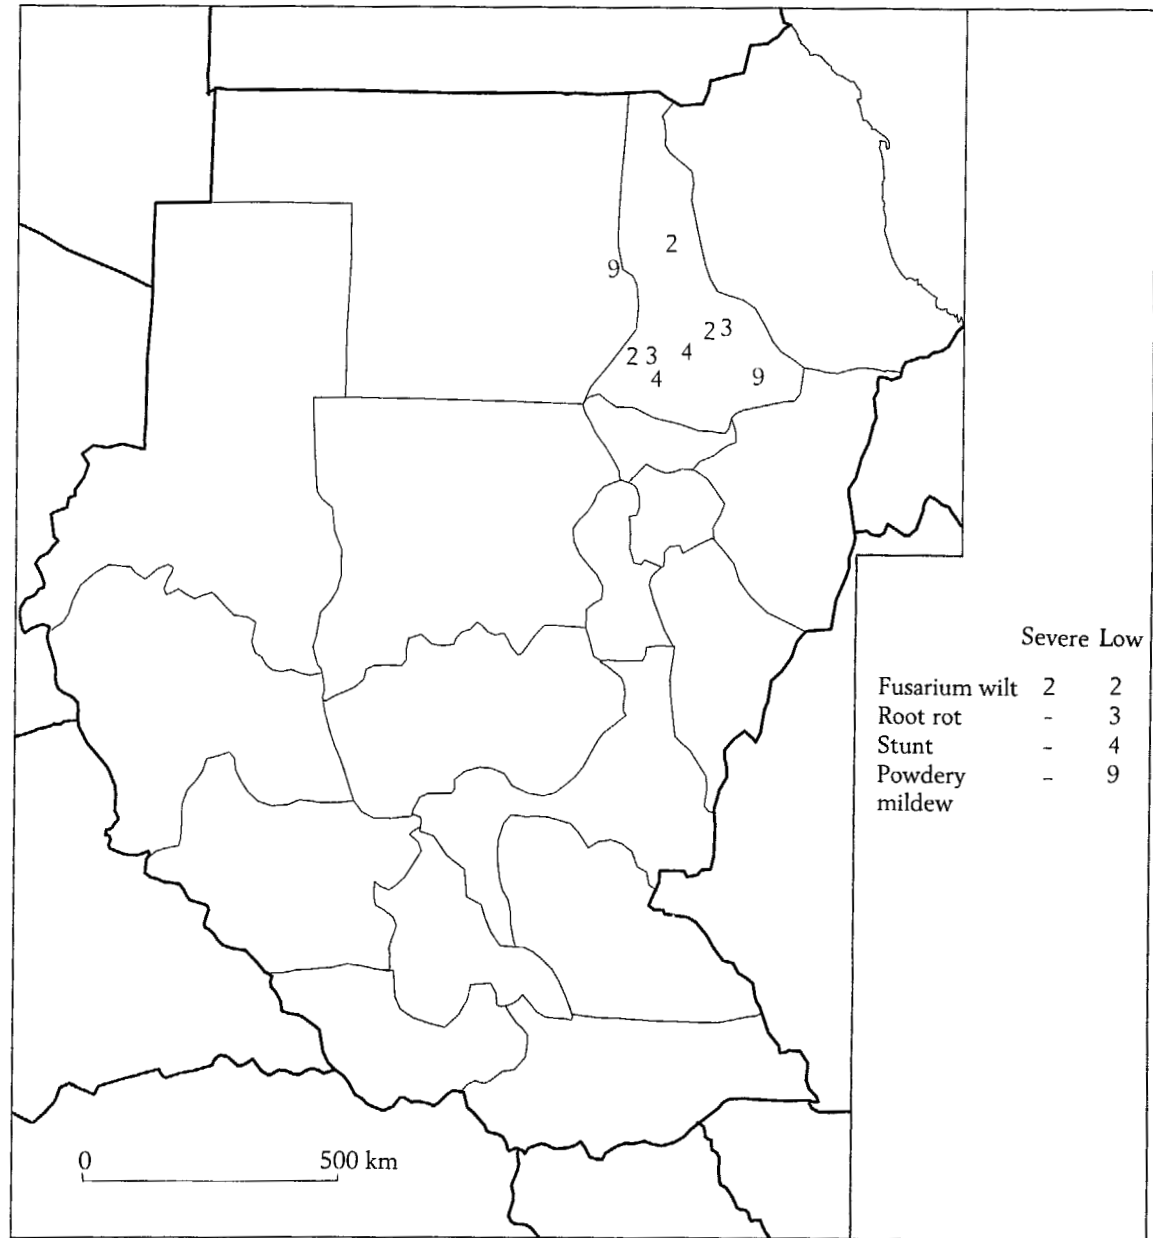 2
9
2 3
4
2 3
4
9
Severe Low
Fusarium wilt 2 2
Root rot - 3
Stunt - 4
Powdery - 9
mildew
0 500 km